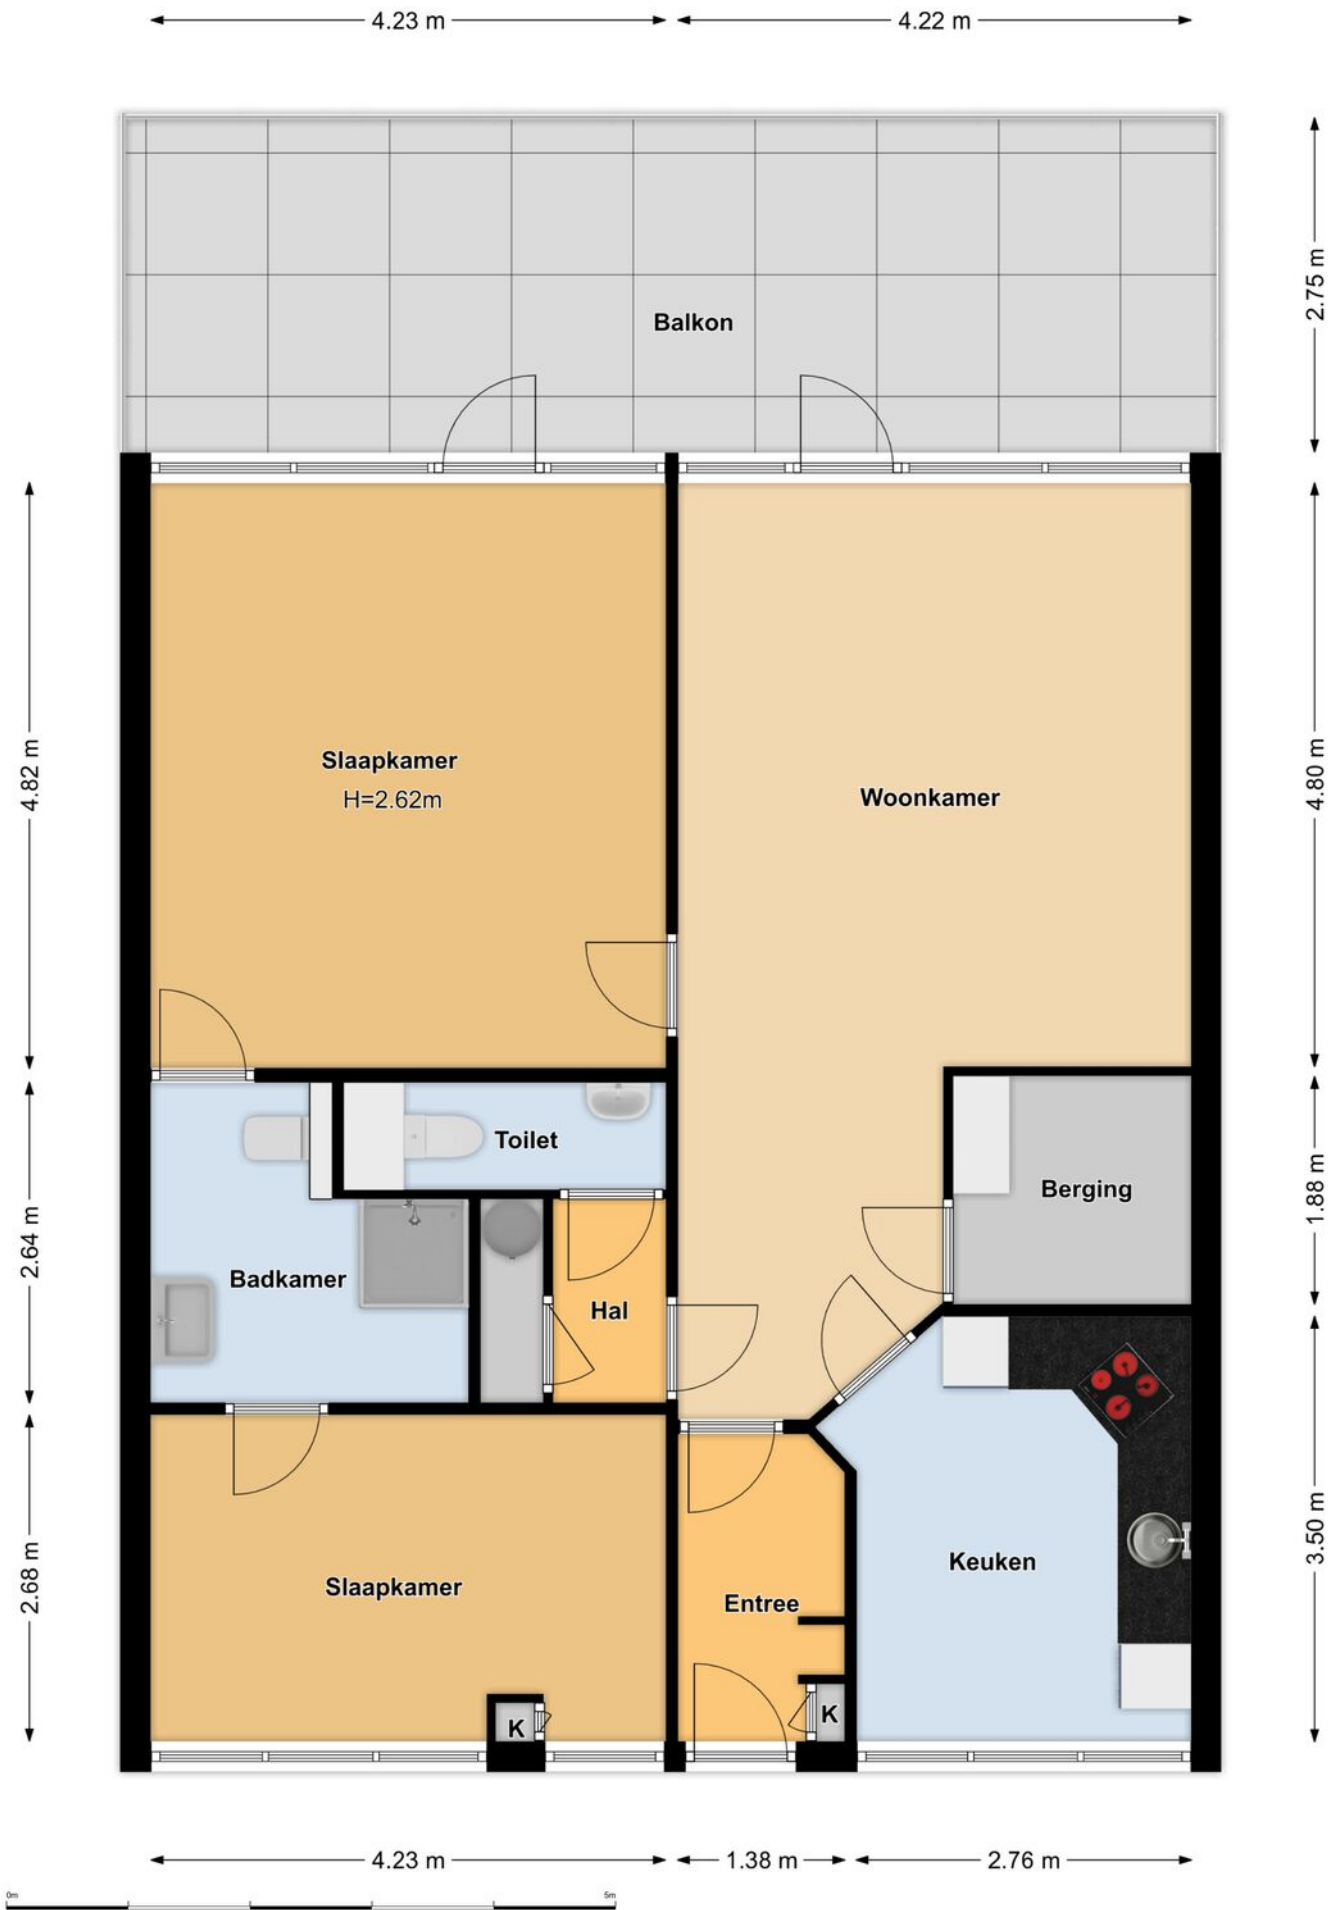 4.23 m
4.22 m
2.75 m
Balkon
4.82 m
Slaapkamer
H=2.62m
Woonkamer
4.80 m
Toilet
Berging
1.88 m
2.64 m
Badkamer
Hal
3.50 m
Keuken
2.68 m
Slaapkamer
Entree
K
K
4.23 m
1.38 m
2.76 m
0m
5m